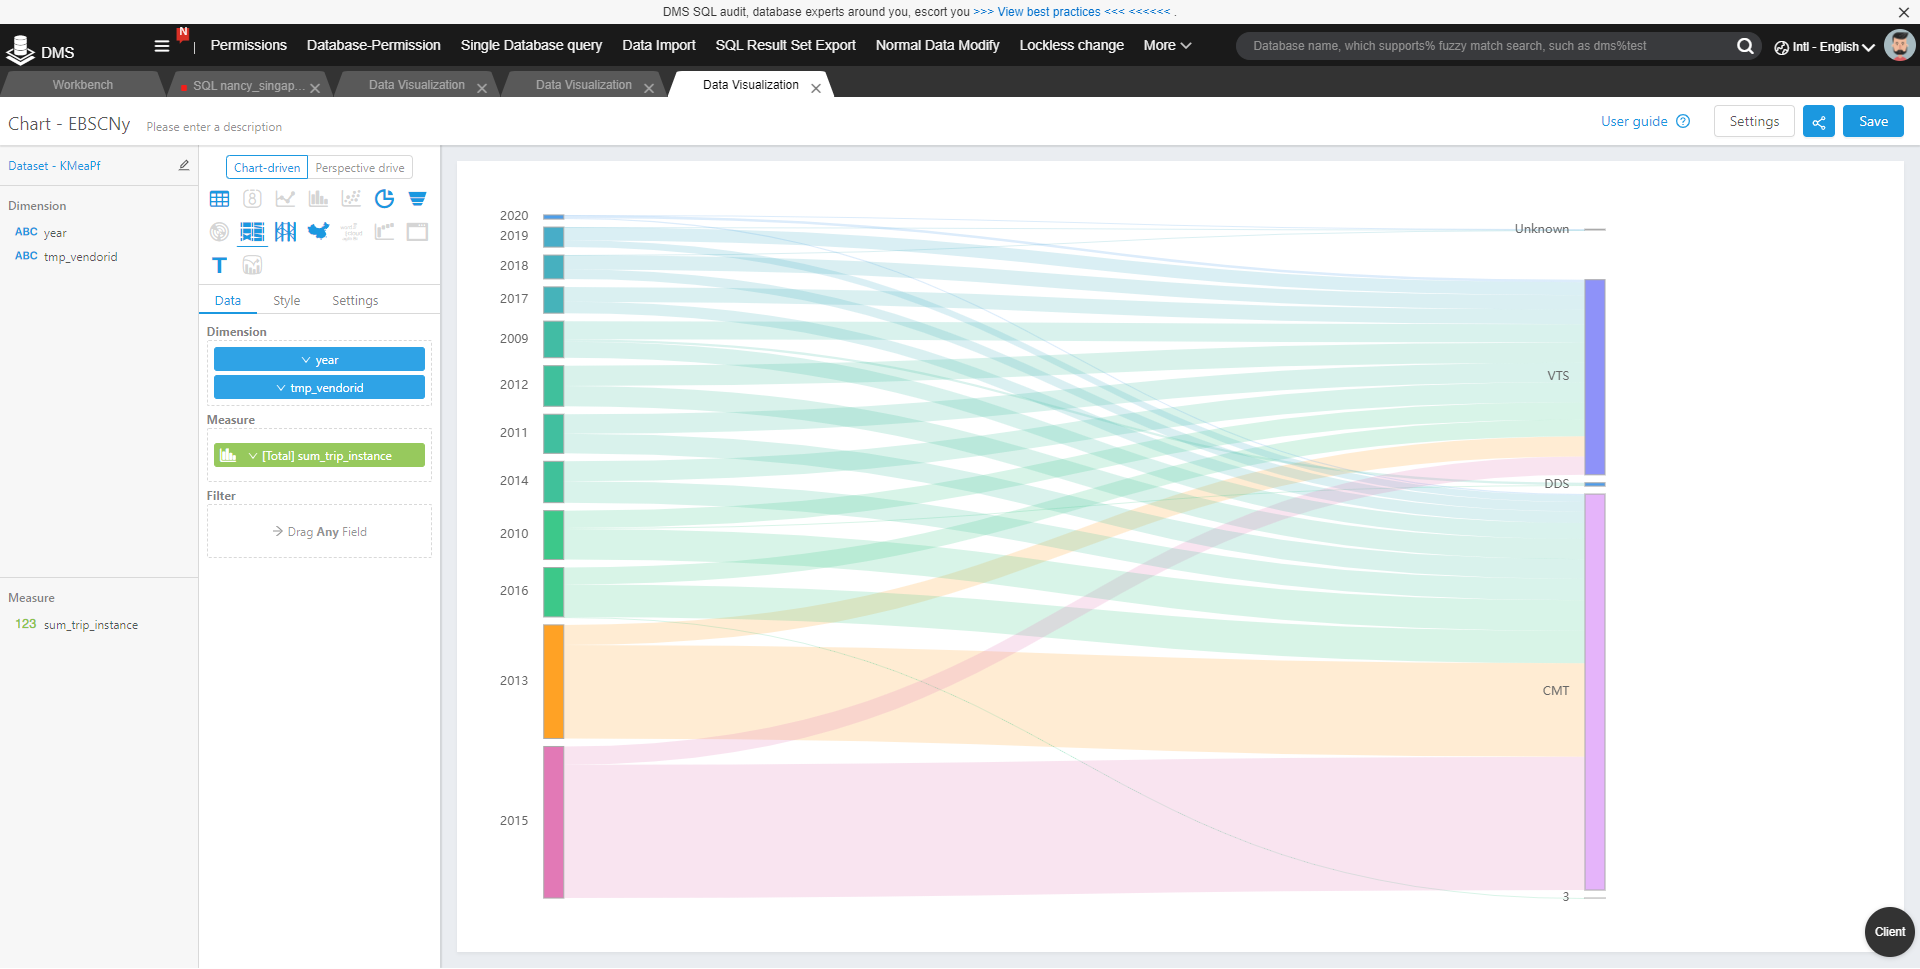 DMS SQL audit, database experts around you, escort you >>> View best practices <<< <<<<<< .
DMS
N
Permissions
Database-Permission
Single Database query
Data Import
SQL Result Set Export
Normal Data Modify
Lockless change
More
Database name, which supports% fuzzy match search, such as dms%test
Intl - English
Workbench
SQL nancy_singap...
Data Visualization
Data Visualization
Data Visualization
Chart - EBSCNy
Please enter a description
User guide
Settings
Save
Dataset - KMeaPf
Dimension
ABC year
ABC tmp_vendorid
Measure
123 sum_trip_instance
Chart-driven
Perspective drive
Data
Style
Settings
Dimension
year
tmp_vendorid
Measure
[Total] sum_trip_instance
Filter
Drag Any Field
2020
2019
2018
2017
2009
2012
2011
2014
2010
2016
2013
2015
Unknown
VTS
DDS
CMT
3
Client